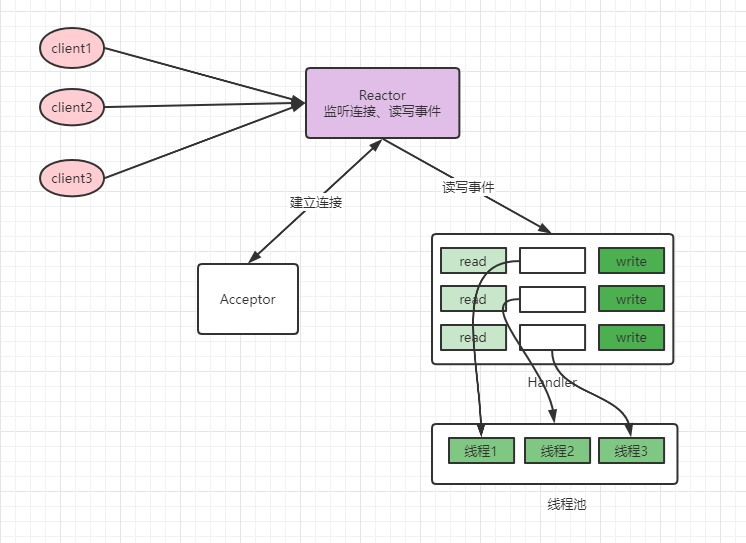 client1
client2
client3
Reactor
监听连接、读写事件
建立连接
读写事件
Acceptor
read
write
read
write
read
write
Handler
线程1
线程2
线程3
线程池